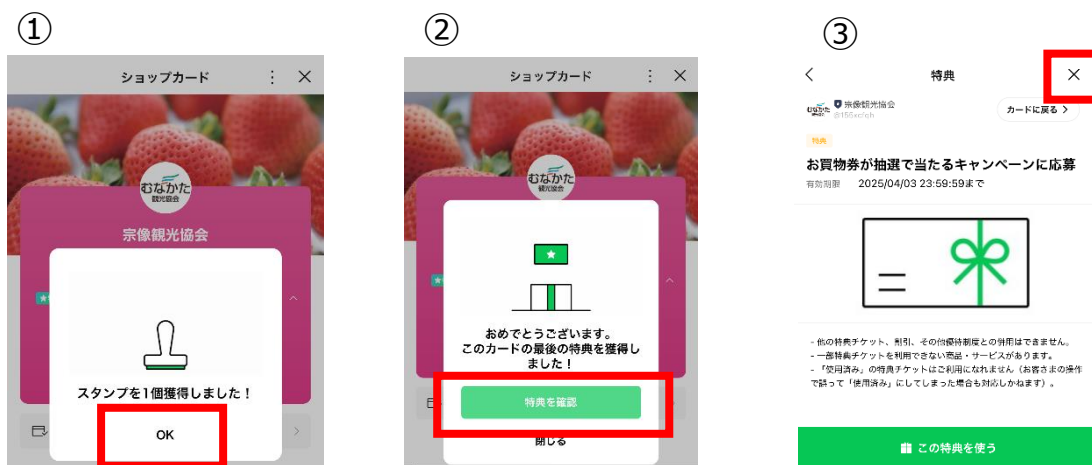 ①
ショップカード
むなかた
観光協会
宗像観光協会
スタンプを1個獲得しました！
OK
②
ショップカード
むなかた
観光協会
おめでとうございます。
このカードの最後の特典を獲得し
ました！
特典を確認
閉じる
③
特典
宗像観光協会
カードに戻る
特典
お買物券が抽選で当たるキャンペーンに応募
有効期限 2025/04/03 23:59:59まで
- 他の特典チケット、割引、その他優待制度との併用はできません。
- 一部特典チケットを利用できない商品・サービスがあります。
- 「使用済み」の特典チケットはご利用になれません（お客さまの操作
で誤って「使用済み」にしてしまった場合も対応しかねます）。
この特典を使う